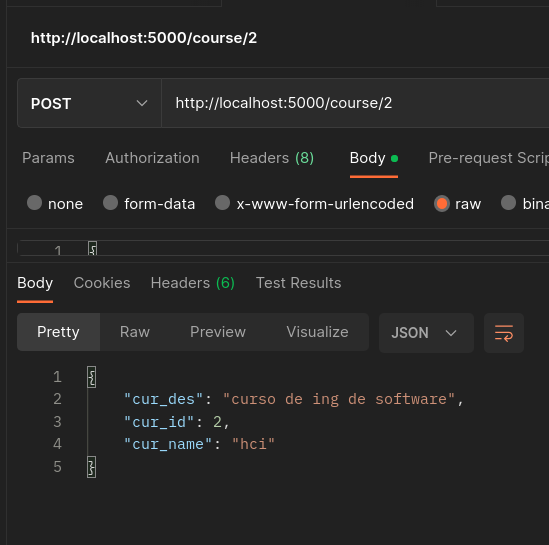 http://localhost:5000/course/2
POST http://localhost:5000/course/2
Params Authorization Headers (8) Body Pre-request Scrip
none form-data x-www-form-urlencoded raw bina
1 {
Body Cookies Headers (6) Test Results
Pretty Raw Preview Visualize JSON
1 {
2 "cur_des": "curso de ing de software",
3 "cur_id": 2,
4 "cur_name": "hci"
5 }